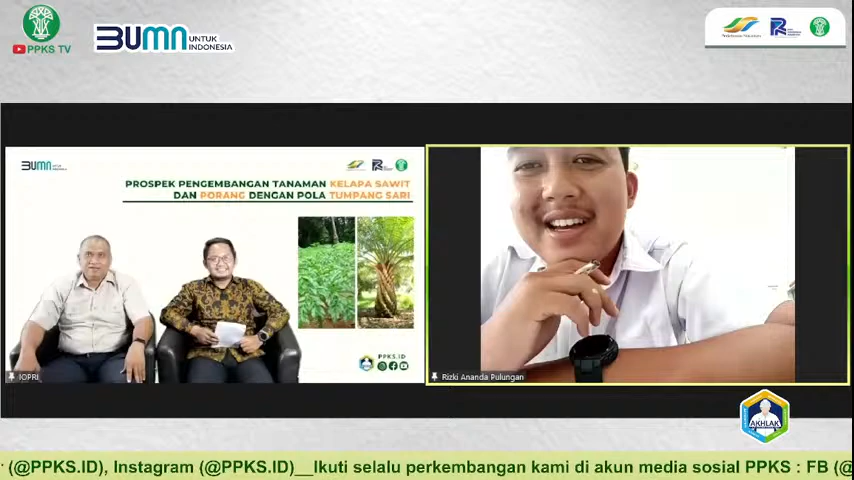 PPKS TV
BUMN UNTUK
INDONESIA
BUMN
PROSPEK PENGEMBANGAN TANAMAN KELAPA SAWIT
DAN PORANG DENGAN POLA TUMPANG SARI
PPKS.ID
IOPRI
Rizki Ananda Pulungan
AKHLAK
(@PPKS.ID), Instagram (@PPKS.ID)__Ikuti selalu perkembangan kami di akun media sosial PPKS : FB (@